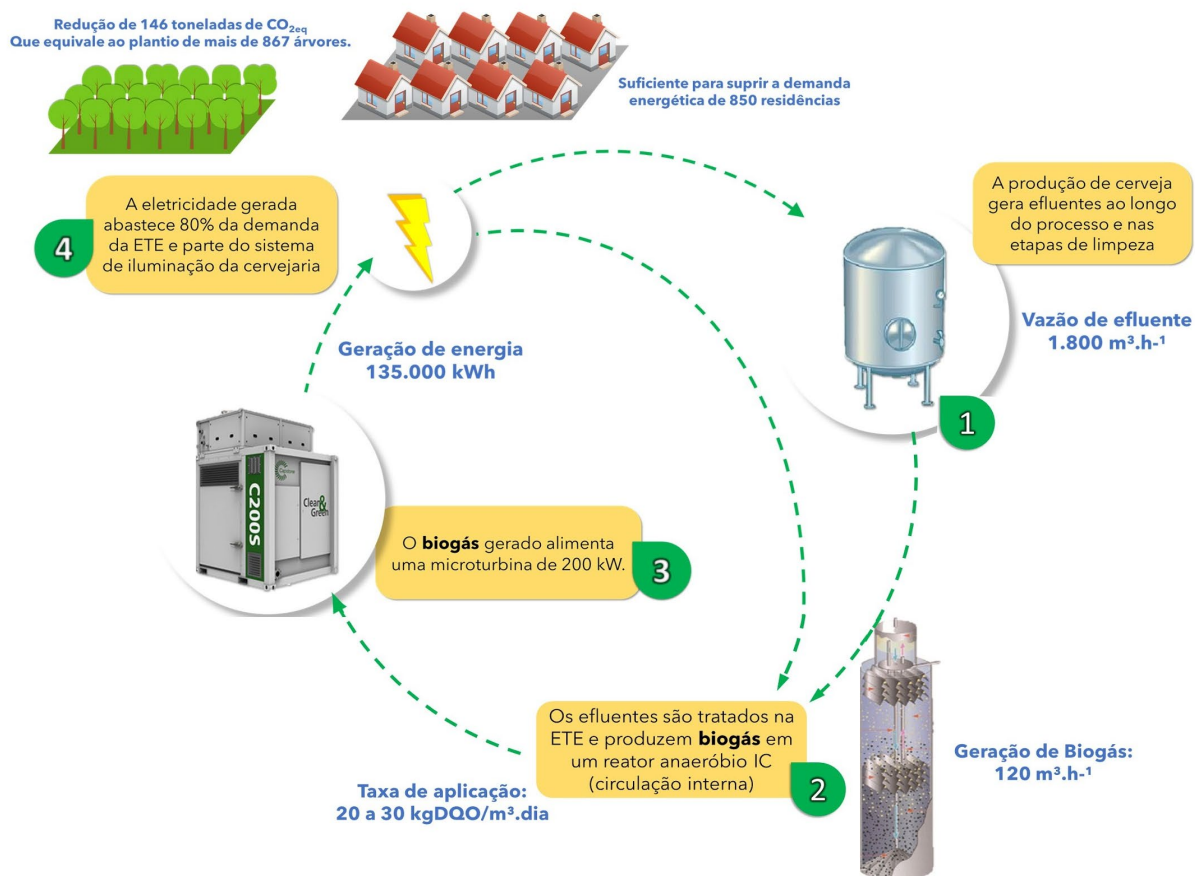 Redução de 146 toneladas de CO2eq
Que equivale ao plantio de mais de 867 árvores.
Suficiente para suprir a demanda
energética de 850 residências
A produção de cerveja
gera efluentes ao longo
do processo e nas
etapas de limpeza
1
Vazão de efluente
1.800 m³.h-¹
Os efluentes são tratados na
ETE e produzem biogás em
um reator anaeróbio IC
(circulação interna)
2
Geração de Biogás:
120 m³.h-¹
Taxa de aplicação:
20 a 30 kgDQO/m³.dia
O biogás gerado alimenta
uma microturbina de 200 kW.
3
C200S
Capstone
Clean&
Green
Geração de energia
135.000 kWh
4
A eletricidade gerada
abastece 80% da demanda
da ETE e parte do sistema
de iluminação da cervejaria